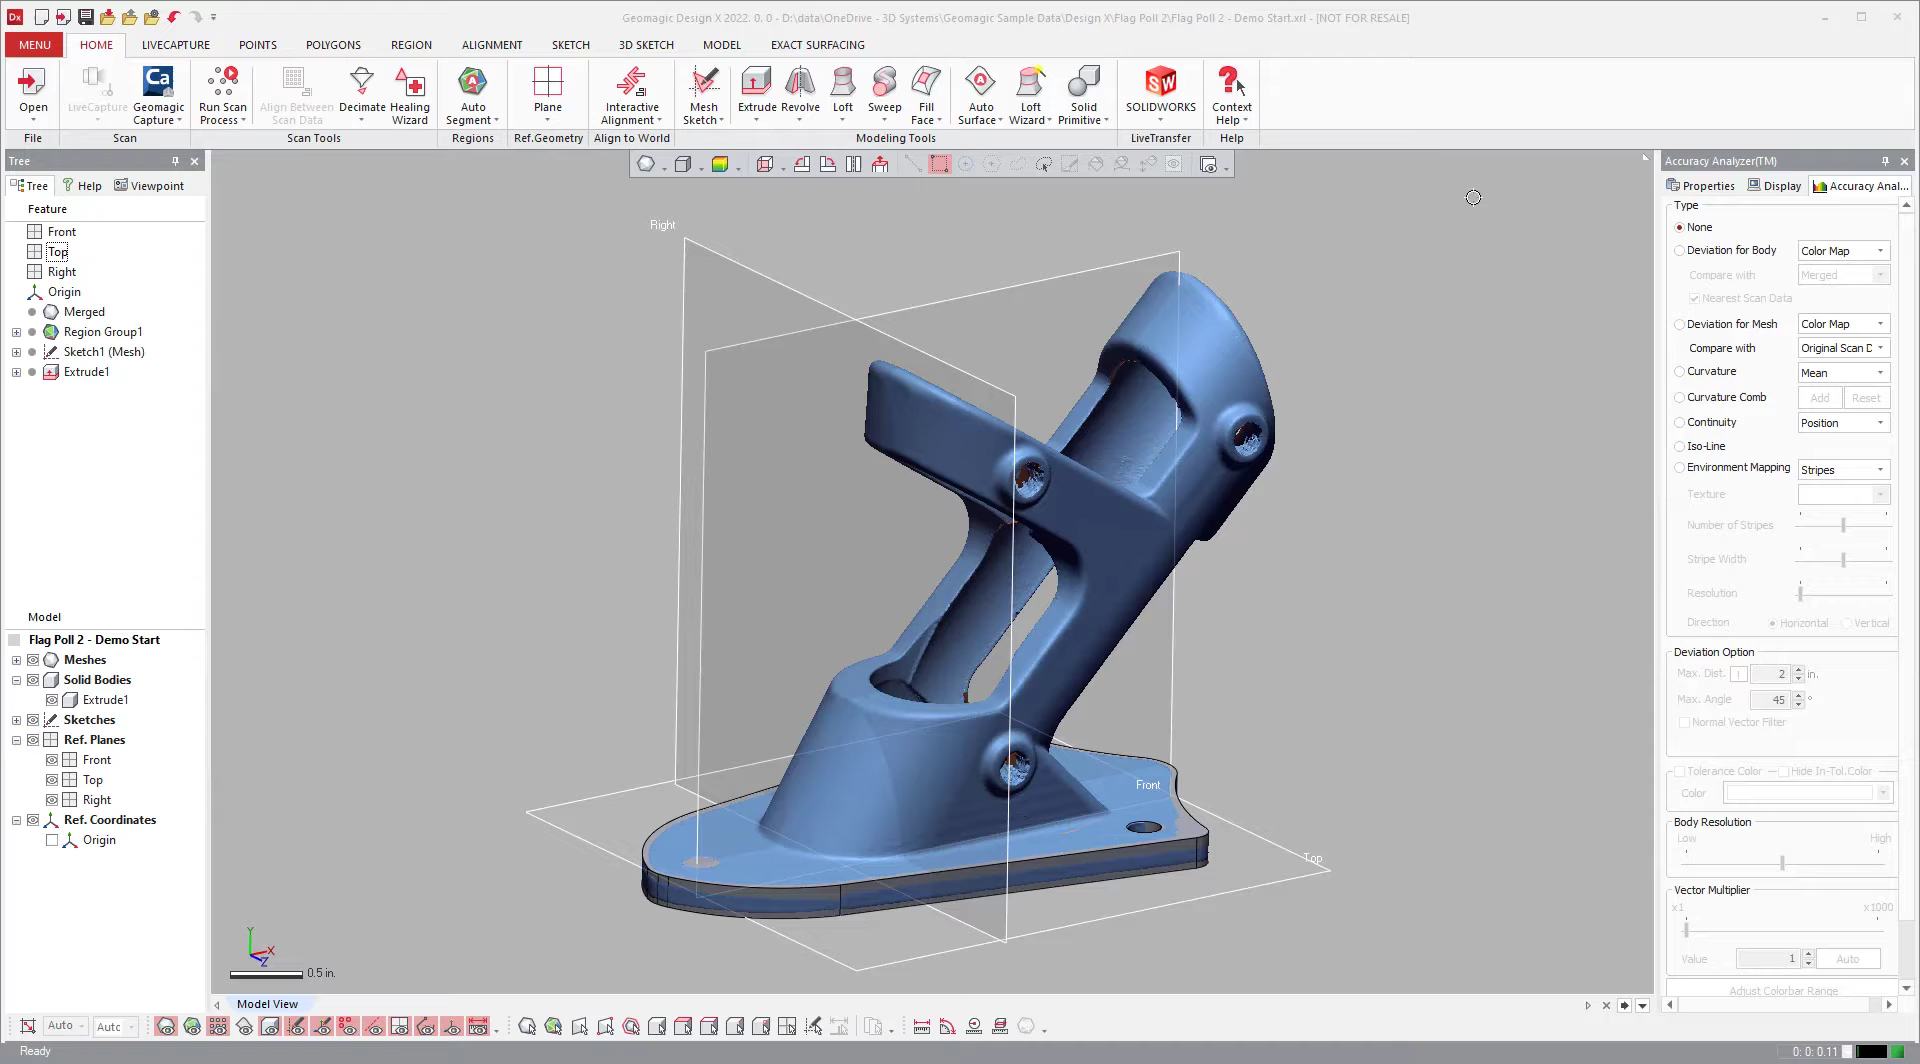 Dx
Geomagic Design X 2022. 0. 0 - D:\data\OneDrive - 3D Systems\Geomagic Sample Data\Design X\Flag Poll 2\Flag Poll 2 - Demo Start.xrl - [NOT FOR RESALE]
MENU HOME LIVECAPTURE POINTS POLYGONS REGION ALIGNMENT SKETCH 3D SKETCH MODEL EXACT SURFACING
Ca SW
Open LiveCapture Geomagic Capture Run Scan Process Align Between Scan Data Decimate Healing Wizard Auto Segment Plane Interactive Alignment Mesh Sketch Extrude Revolve Loft Sweep Fill Face Auto Surface Loft Wizard Solid Primitive SOLIDWORKS Context Help
File Scan Scan Tools Regions Ref.Geometry Align to World Modeling Tools LiveTransfer Help
Tree
Tree Help Viewpoint
Feature
Front
Top
Right
Origin
Merged
Region Group1
Sketch1 (Mesh)
Extrude1
Model
Flag Poll 2 - Demo Start
Meshes
Solid Bodies
Extrude1
Sketches
Ref. Planes
Front
Top
Right
Ref. Coordinates
Origin
Right
Front
Top
Y
X
Z
0.5 in.
Model View
Accuracy Analyzer(TM)
Properties Display Accuracy Anal...
Type
None
Deviation for Body Color Map
Compare with Merged
Nearest Scan Data
Deviation for Mesh Color Map
Compare with Original Scan D
Curvature Mean
Curvature Comb Add Reset
Continuity Position
Iso-Line
Environment Mapping Stripes
Texture
Number of Stripes
Stripe Width
Resolution
Direction Horizontal Vertical
Deviation Option
Max. Dist. ! 2 in.
Max. Angle 45 °
Normal Vector Filter
Tolerance Color Hide In-Tol.Color
Color
Body Resolution
Low High
Vector Multiplier
x1 x1000
Value 1 Auto
Adjust Colorbar Range
Auto Auto
Ready 0: 0: 0.11